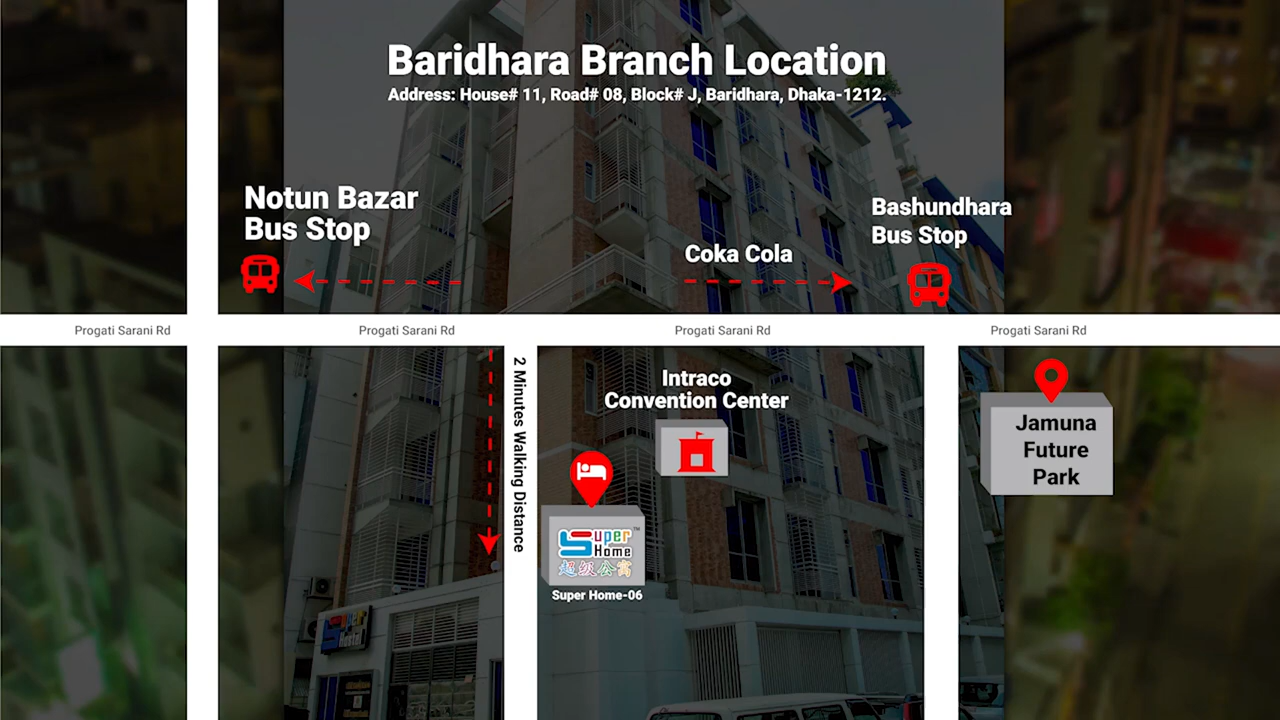 Baridhara Branch Location
Address: House# 11, Road# 08, Block# J, Baridhara, Dhaka-1212.
Notun Bazar
Bus Stop
Coka Cola
Bashundhara
Bus Stop
Progati Sarani Rd
Progati Sarani Rd
Progati Sarani Rd
Progati Sarani Rd
2 Minutes Walking Distance
Intraco
Convention Center
Jamuna
Future
Park
Super
Home
超级公寓
Super Home-06
Super
Hostel